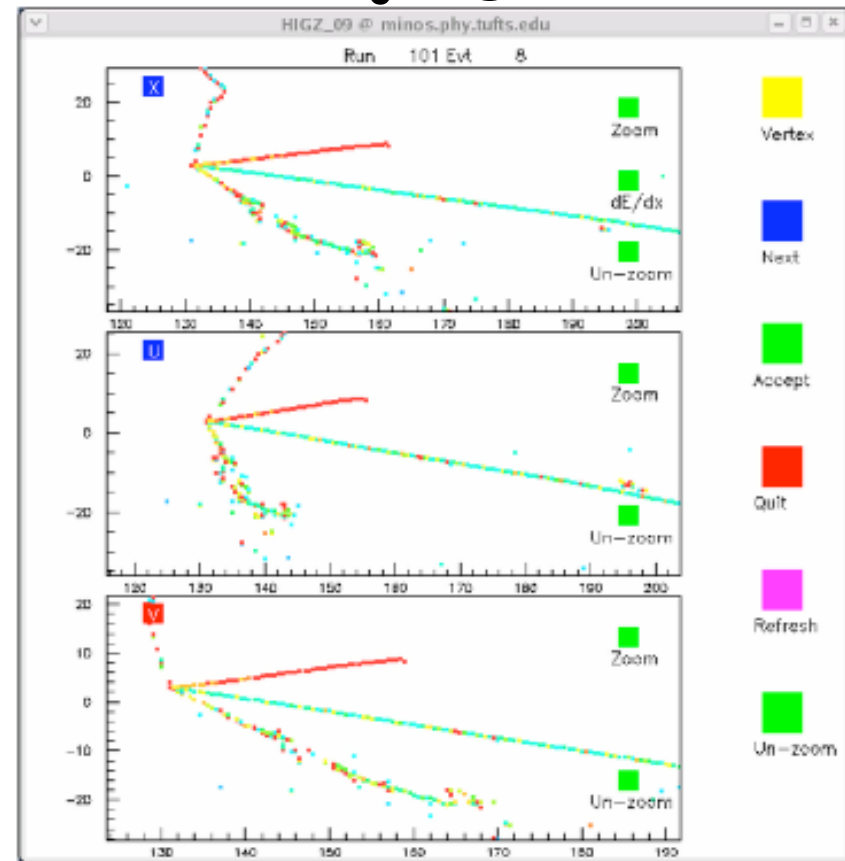 HIGZ_09 @ minos.phy.tufts.edu
Run 101 Evt 8
X
20
0
-20
Zoom
dE/dx
Un-zoom
120 130 140 150 160 170 180 190 200
U
20
0
-20
Zoom
Un-zoom
120 130 140 150 160 170 180 190 200
V
20
10
0
-10
-20
Zoom
Un-zoom
130 140 150 160 170 180 190
Vertex
Next
Accept
Quit
Refresh
Un-zoom